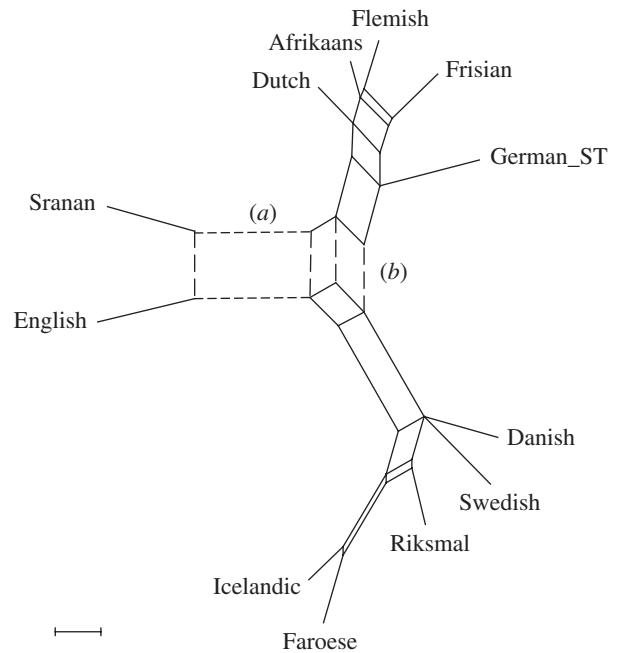 Flemish
Afrikaans
Frisian
Dutch
German_ST
Sranan
(a)
(b)
English
Danish
Swedish
Riksmal
Icelandic
Faroese